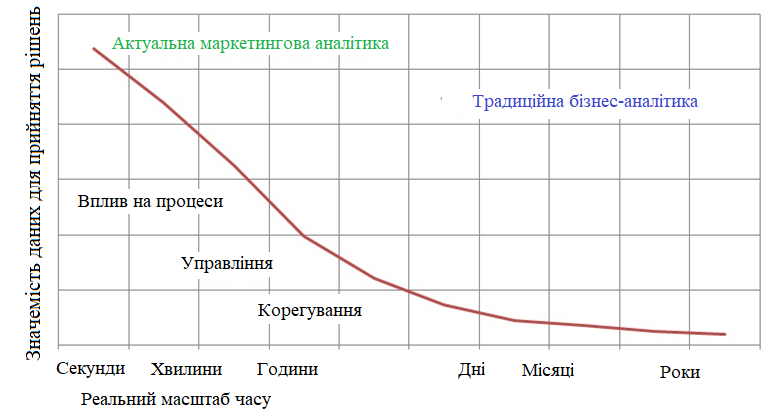 Значемість даних для прийняття рішень
Актуальна маркетингова аналітика
Традиційна бізнес-аналітика
Вплив на процеси
Управління
Корегування
Секунди Хвилини Години Дні Місяці Роки
Реальний масштаб часу